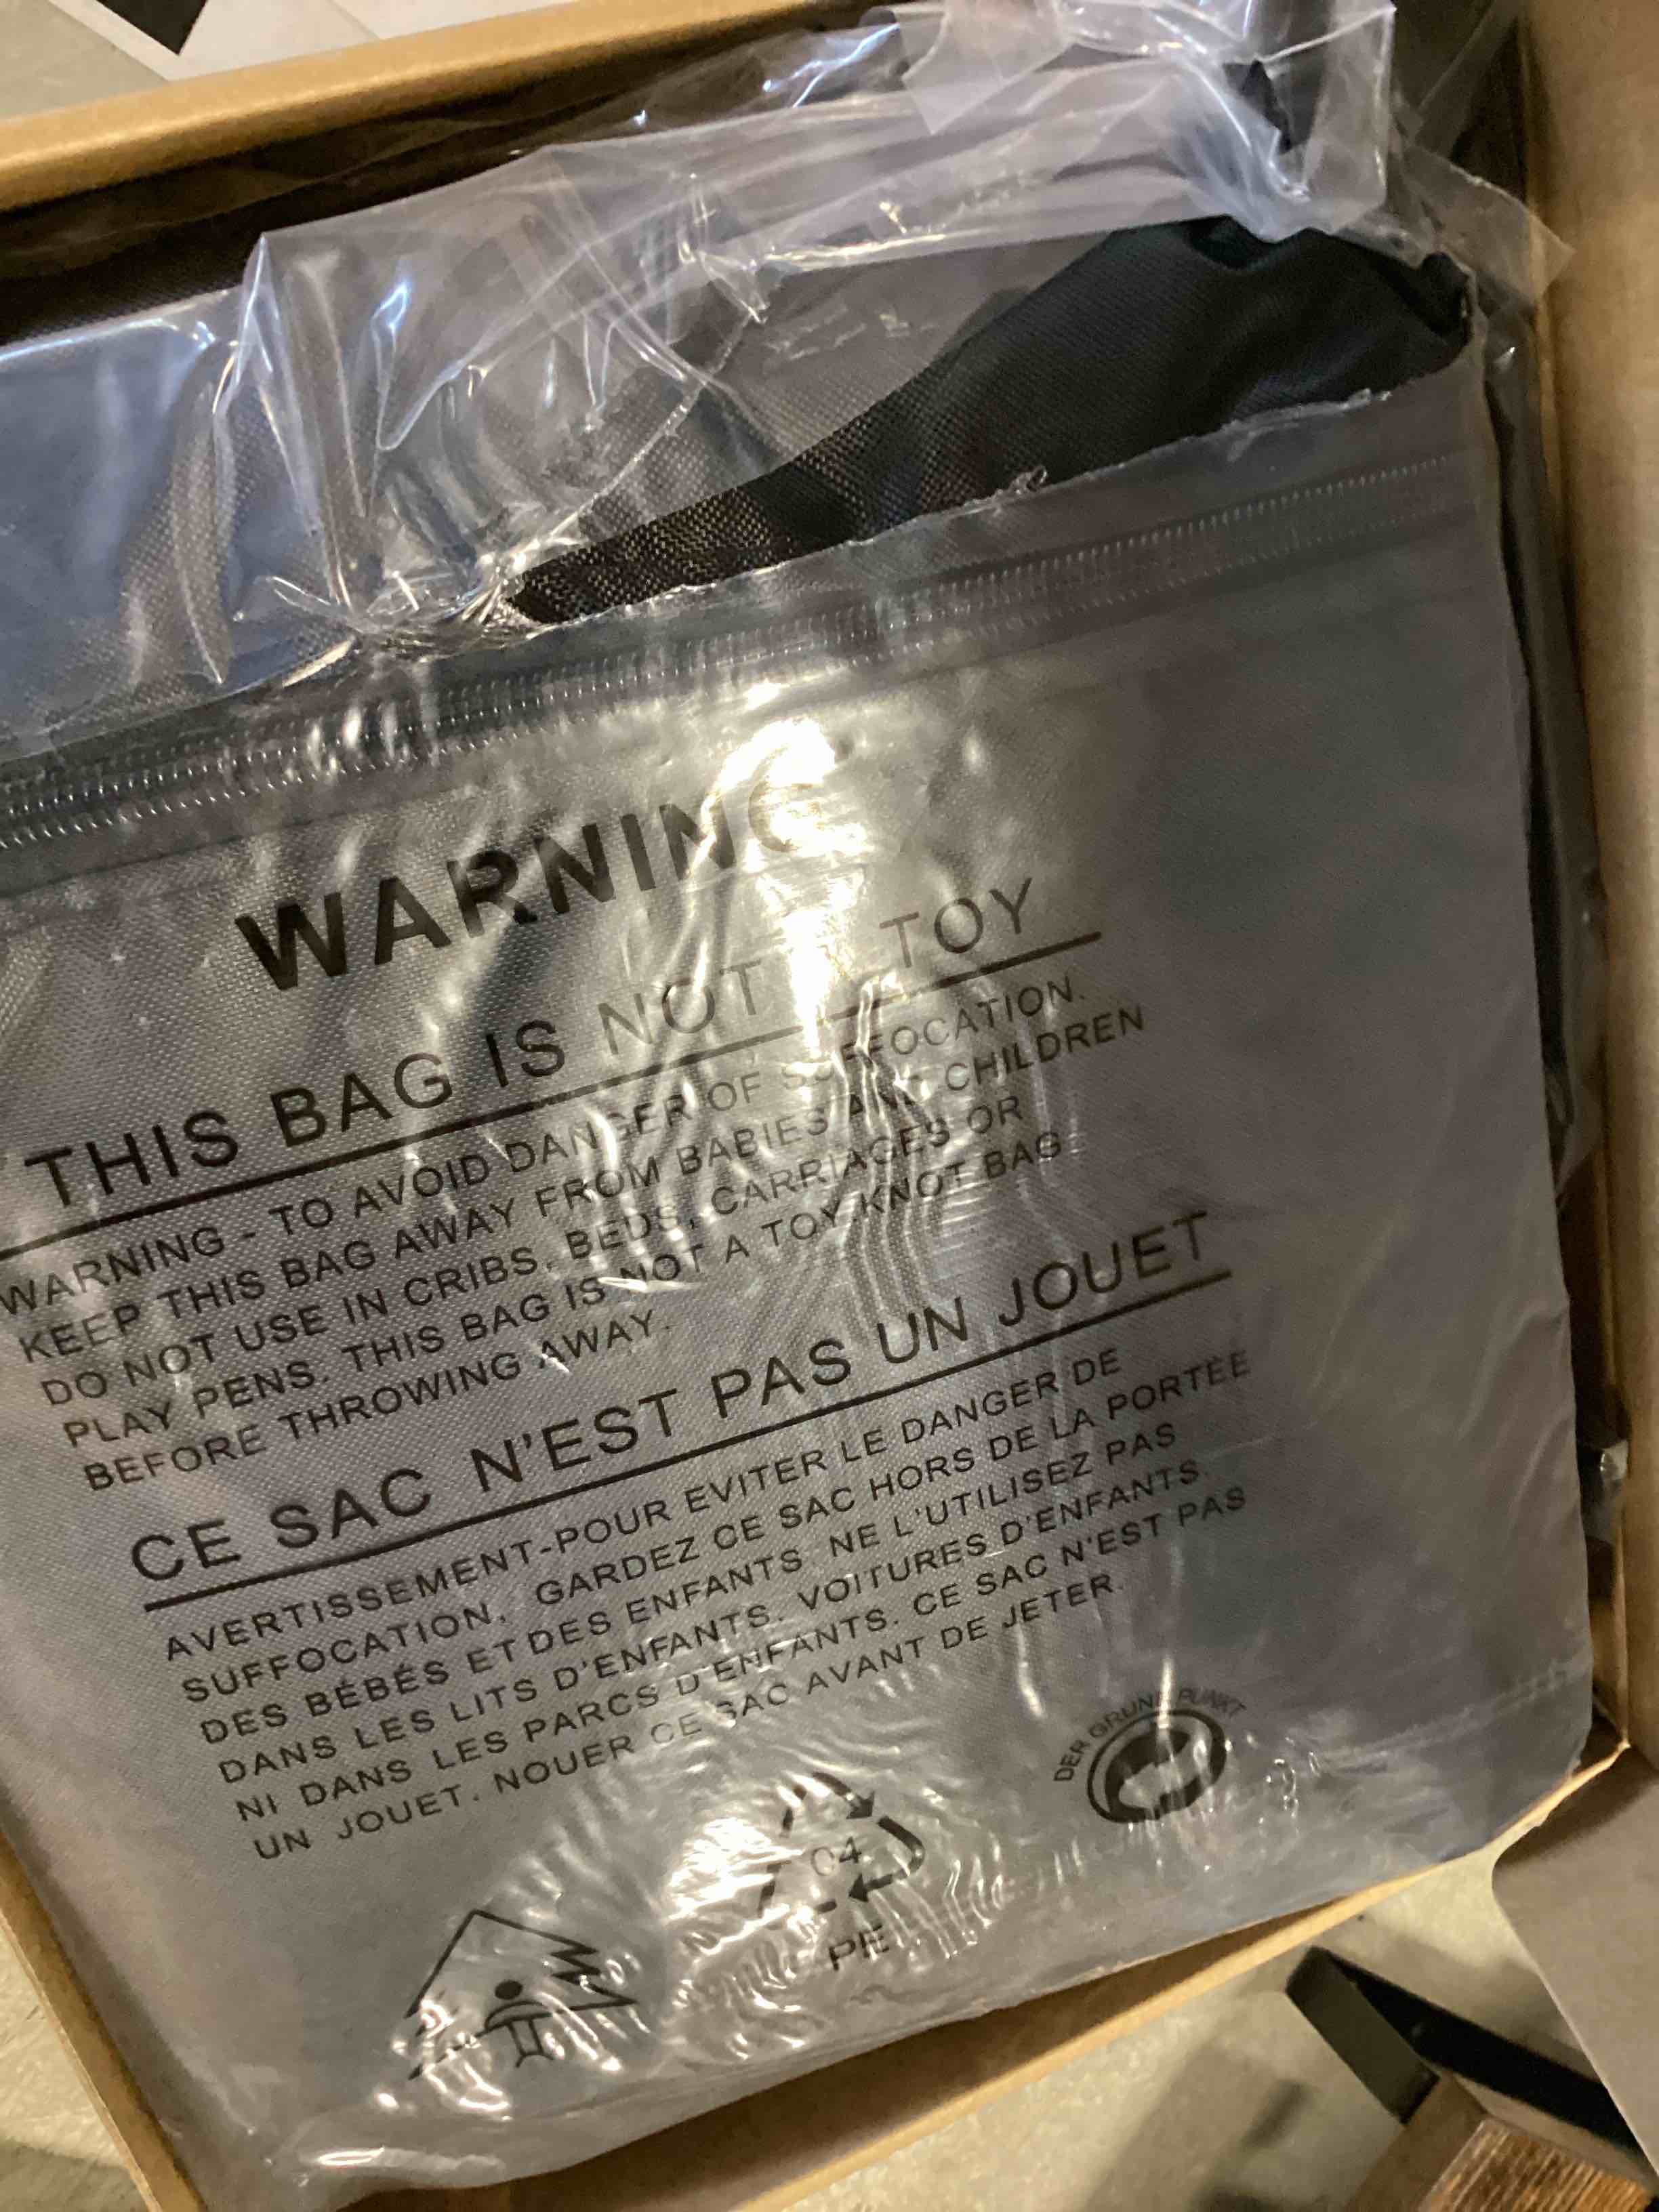 WARNING
THIS BAG IS NOT A TOY
WARNING - TO AVOID DANGER OF SUFFOCATION.
KEEP THIS BAG AWAY FROM BABIES AND CHILDREN
DO NOT USE IN CRIBS, BEDS, CARRIAGES OR
PLAY PENS. THIS BAG IS NOT A TOY KNOT BAG
BEFORE THROWING AWAY.
CE SAC N'EST PAS UN JOUET
AVERTISSEMENT-POUR EVITER LE DANGER DE
SUFFOCATION, GARDEZ CE SAC HORS DE LA PORTÉE
DES BÉBÉS ET DES ENFANTS. NE L'UTILISEZ PAS
DANS LES LITS D'ENFANTS. VOITURES D'ENFANTS.
NI DANS LES PARCS D'ENFANTS. CE SAC N'EST PAS
UN JOUET. NOUER CE SAC AVANT DE JETER.
DER GRÜNE PUNKT
04
PE